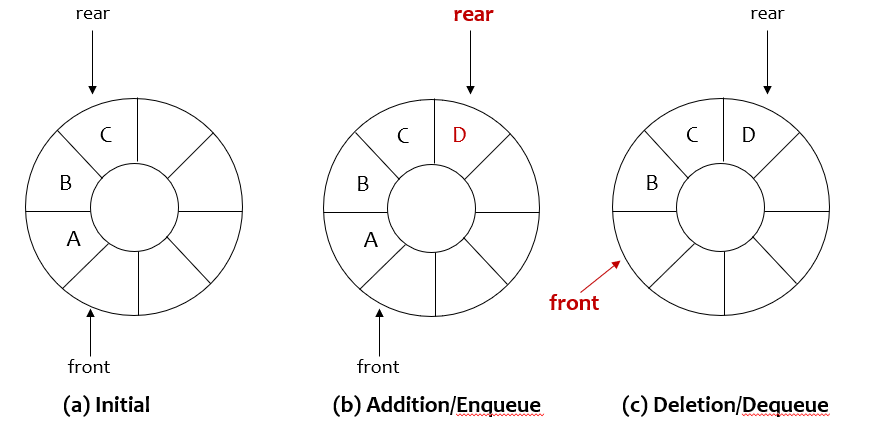 rear
C
B
A
front
(a) Initial
rear
C
D
B
A
front
(b) Addition/Enqueue
rear
C
D
B
front
(c) Deletion/Dequeue